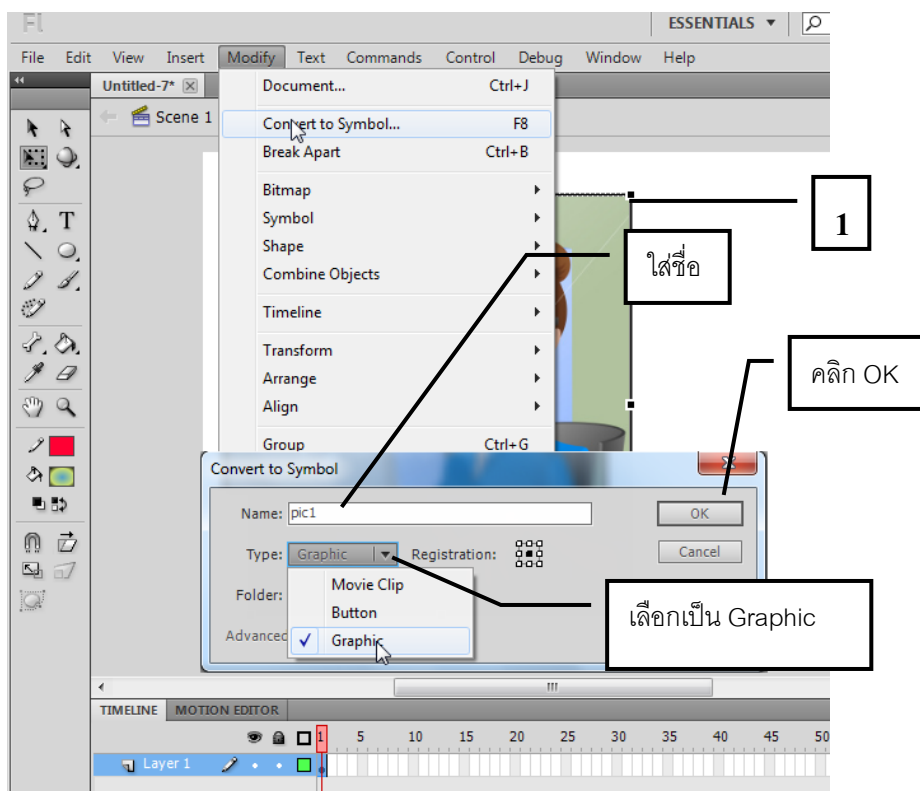 Fl
ESSENTIALS
File Edit View Insert Modify Text Commands Control Debug Window Help
Untitled-7*
Scene 1
Document... Ctrl+J
Convert to Symbol... F8
Break Apart Ctrl+B
Bitmap
Symbol
Shape
Combine Objects
Timeline
Transform
Arrange
Align
Group Ctrl+G
1
ใส่ชื่อ
คลิก OK
Convert to Symbol
Name: pic1
OK
Type: Graphic Registration:
Cancel
Movie Clip
Folder:
Button
Advanced
Graphic
เลือกเป็น Graphic
TIMELINE MOTION EDITOR
1 5 10 15 20 25 30 35 40 45 50
Layer 1